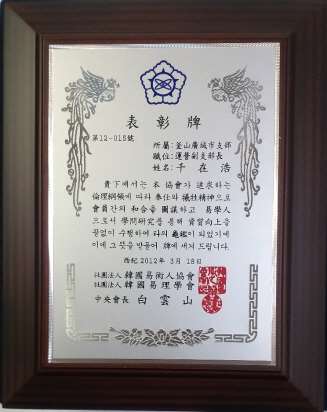 表彰牌
第12-015號
所屬:釜山廣域市支部
職位:運營副支部長
姓名:千在浩
貴下께서는 本 協會가 追求하는
倫理綱領에 따라 奉仕와 犧牲精神으로
會員간의 和合을 圖謀하고 易學人
으로서 學問硏究를 통해 資質向上을
끊없이 수행하여 타의 龜鑑이 되었기에
이에 그 뜻을 받들어 牌에 새겨 드립니다.
西紀 2012年 3月 18日
社團法人 韓國易術人協會
社團法人 韓國易理學會
中央會長 白雲山